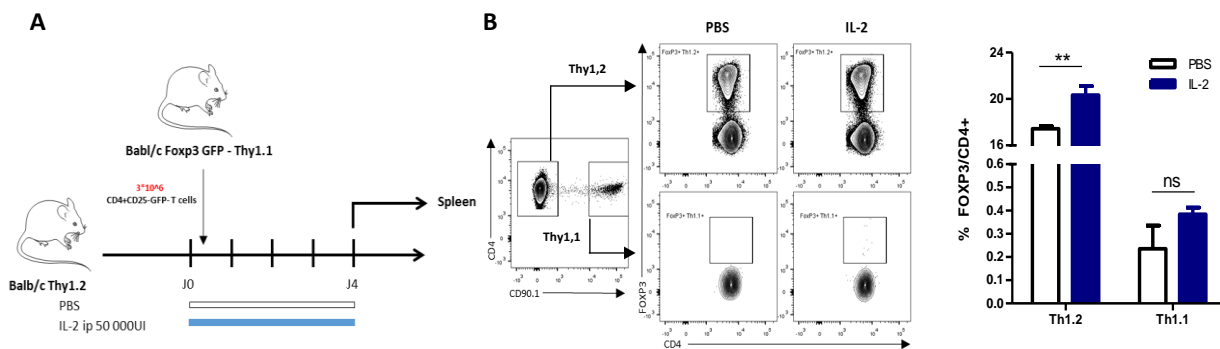 A
Babl/c Foxp3 GFP - Thy1.1
3*10^6
CD4+CD25-GFP- T cells
Spleen
Balb/c Thy1.2
J0
J4
PBS
IL-2 ip 50 000UI
B
PBS
IL-2
Thy1,2
Thy1,1
FoxP3+ Th1.2+
FoxP3+ Th1.2+
FoxP3+ Th1.1+
FoxP3+ Th1.1+
CD4
CD90.1
FOXP3
CD4
% FOXP3/CD4+
24
20
16
0.6
0.5
0.4
0.3
0.2
0.1
0.0
**
ns
PBS
IL-2
Th1.2
Th1.1